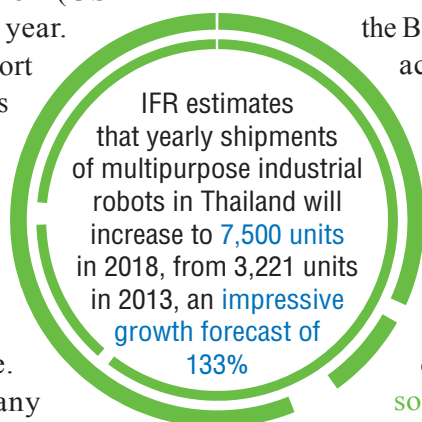 year.
ort
s
the B
ac
IFR estimates
that yearly shipments
of multipurpose industrial
robots in Thailand will
increase to 7,500 units
in 2018, from 3,221 units
in 2013, an impressive
growth forecast of
133%
e.
any
so